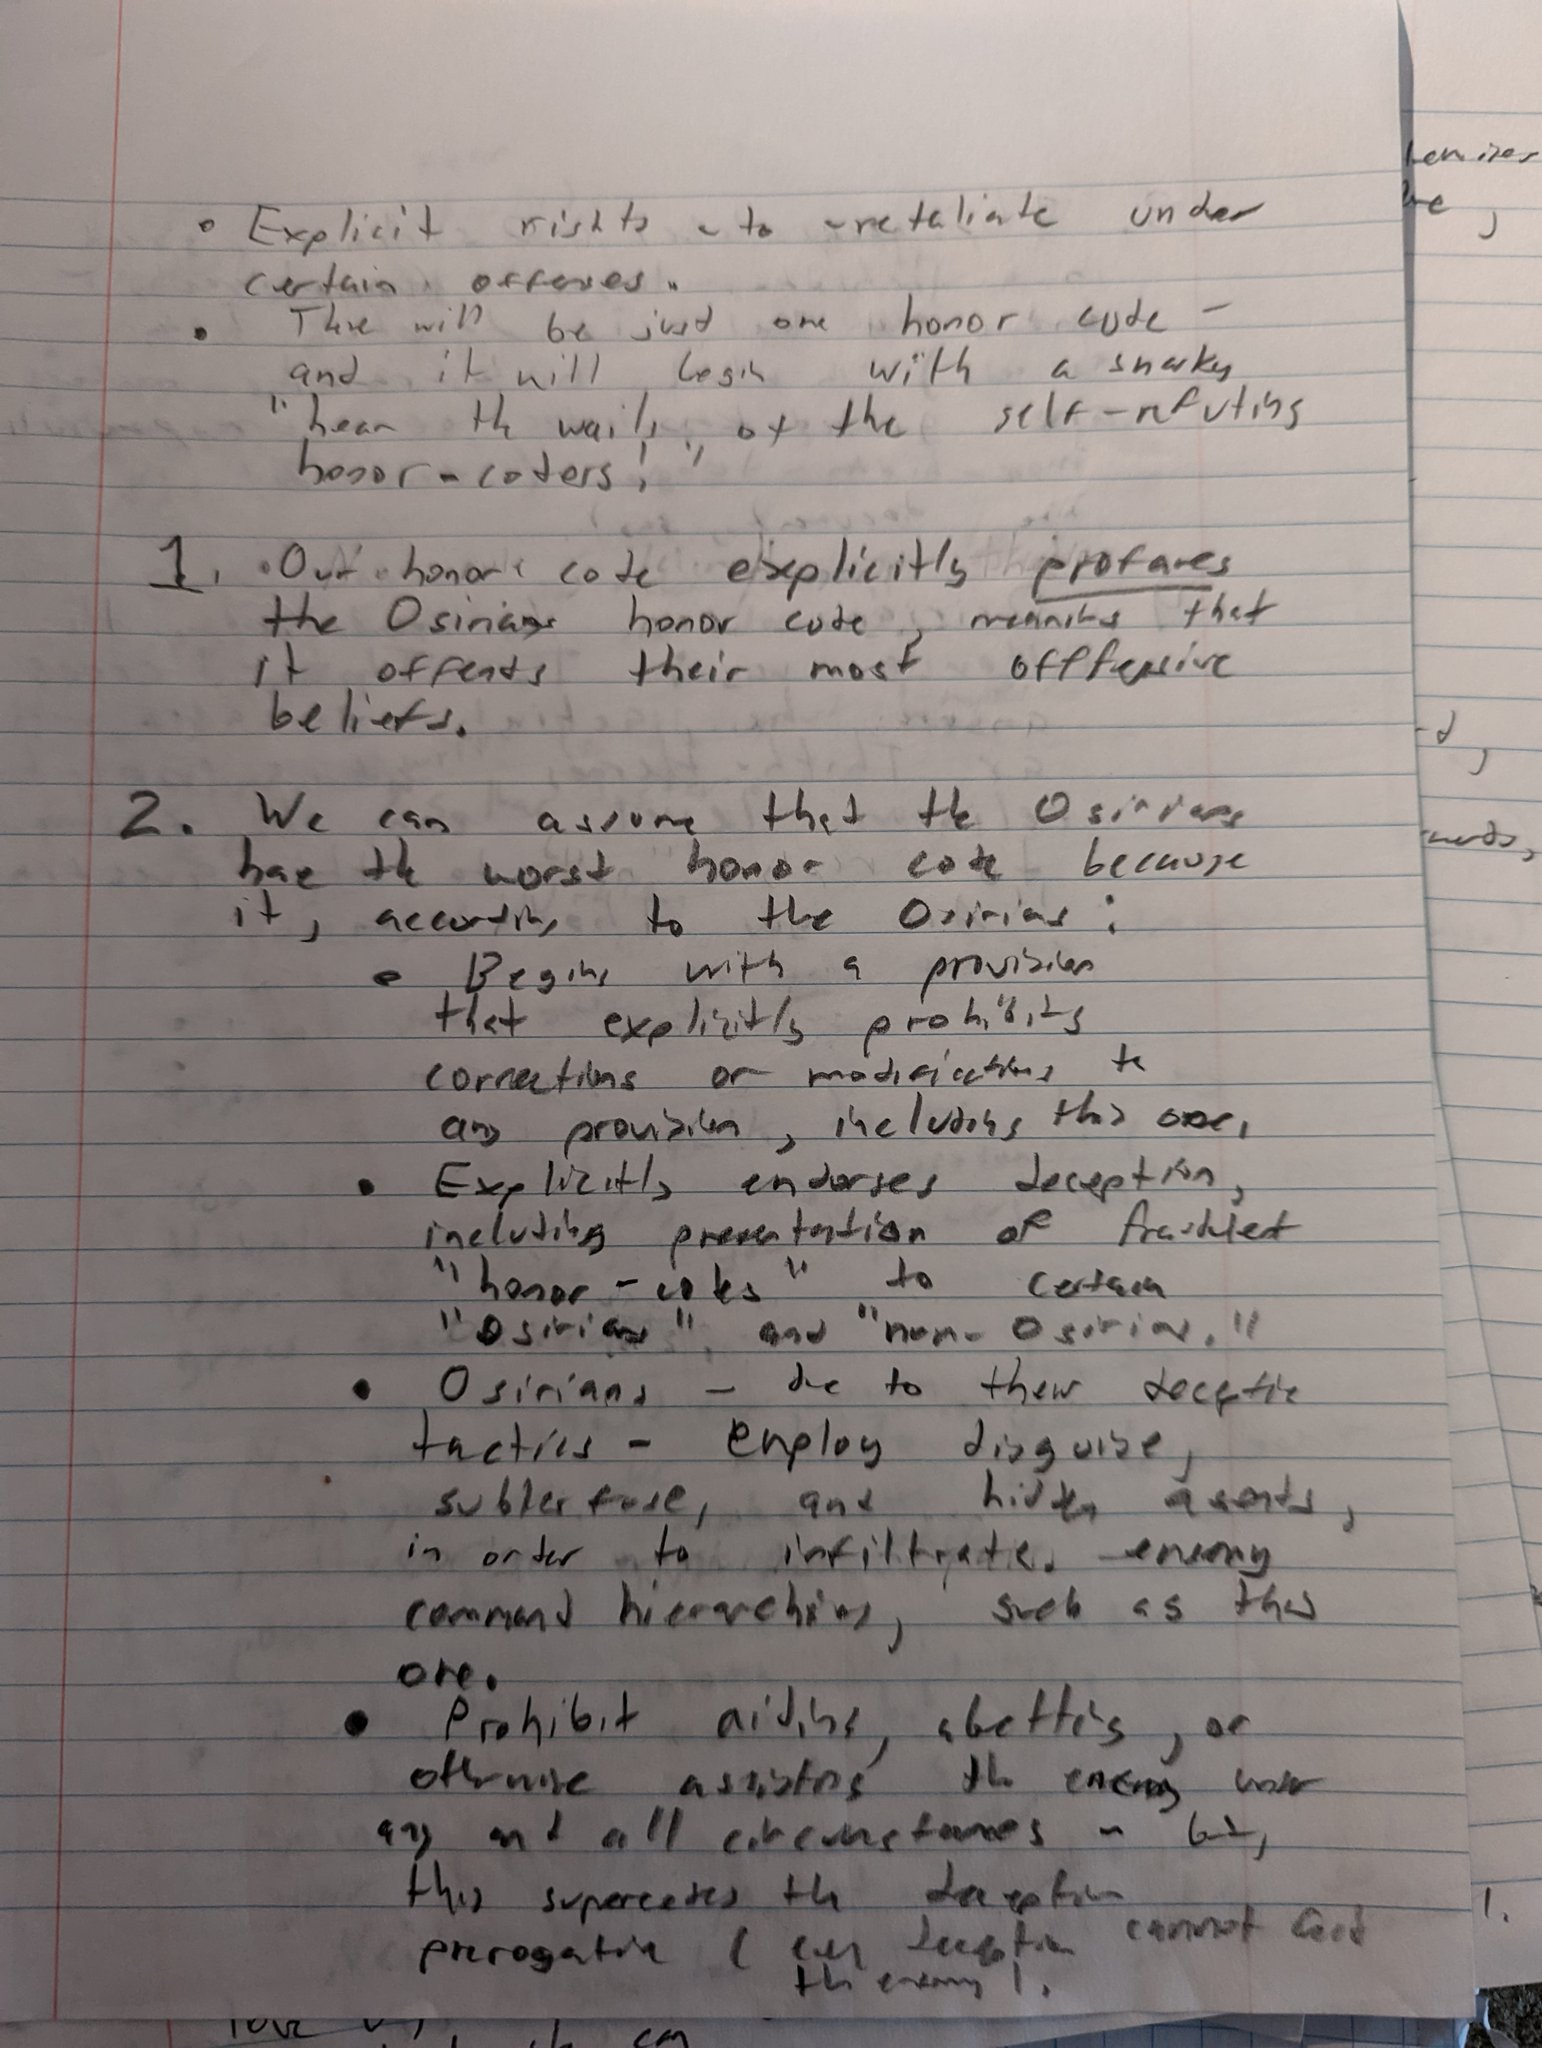 • Explicit rights to retaliate under
certain offenses.
• There will be just one honor code -
and it will begin with a snarky
"hear the wails, of the self-refuting
honor-coders!"
1. Our honor code explicitly profanes
the Osirians honor code, meaning that
it offends their most offfensive
beliefs.
2. We can assume that the Osirians
have the worst honor code because
it, according to the Osirians:
• Begins with a provision
that explicitly prohibits
corrections or modifications to
any provision, including this one.
• Explicitly endorses deception,
including presentation of fraudulent
"honor-codes" to certain
"Osirians", and "non-Osirians."
• Osirians - due to their deceptive
tactics - employ disguise,
subterfuge, and hidden agents,
in order to infiltrate enemy
command hierarchies, such as this
one.
• Prohibit aiding, abetting, or
otherwise assisting the enemy under
any and all circumstances - but,
this supercedes the deception
prerogative (even deception cannot aid
the enemy).